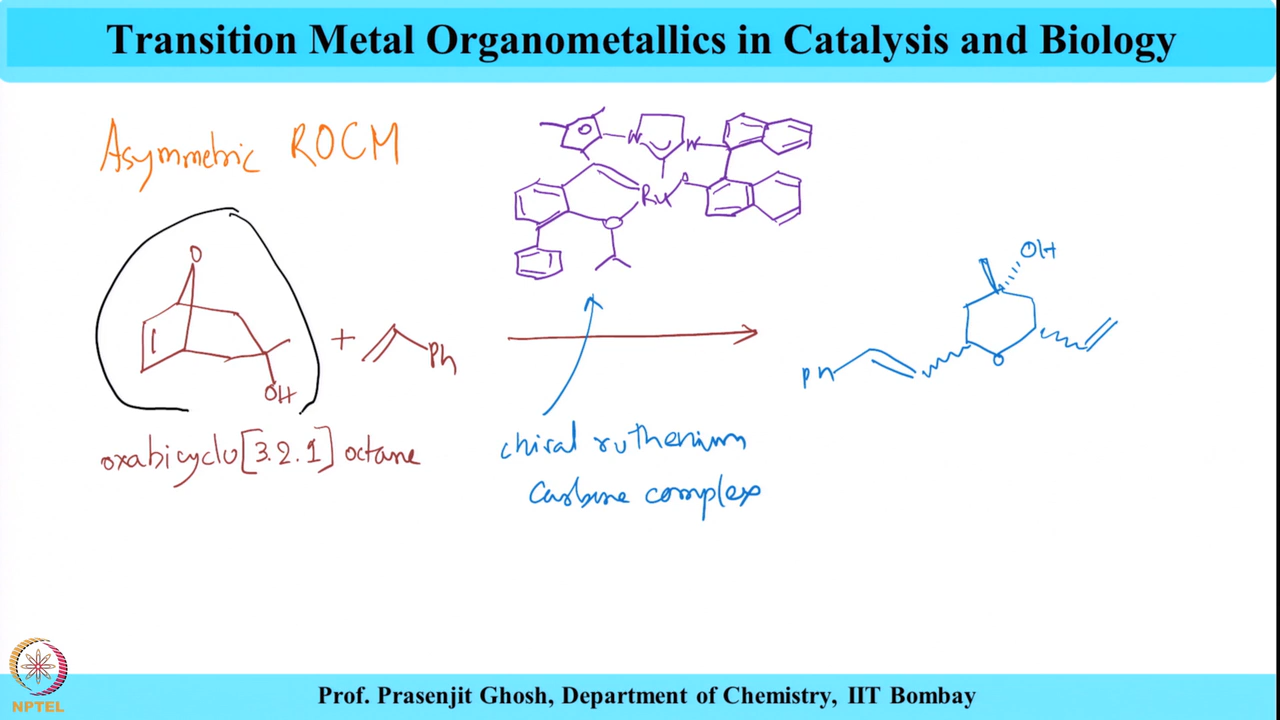 Transition Metal Organometallics in Catalysis and Biology
Asymmetric ROCM
N
N
Ru
O
O
O
OH
+
Ph
OH
O
Ph
oxabicyclo[3.2.1] octane
chiral ruthenium
Carbene complex
NPTEL
Prof. Prasenjit Ghosh, Department of Chemistry, IIT Bombay